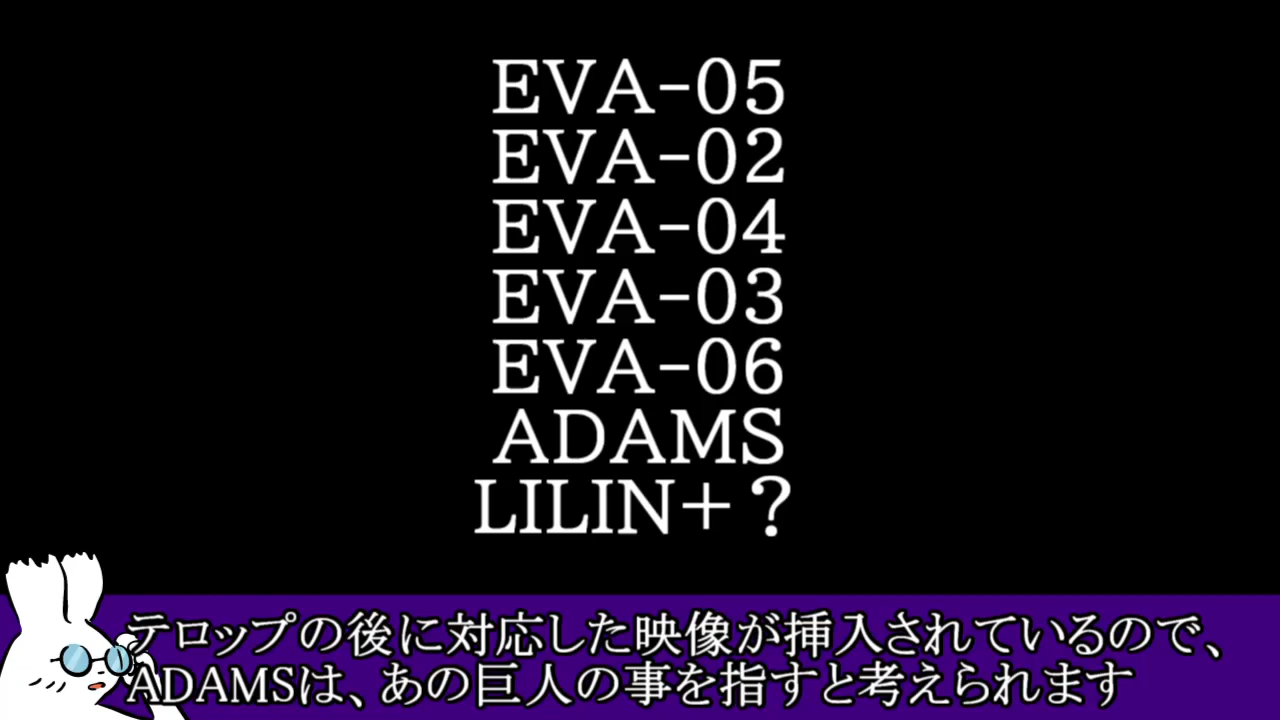 EVA-05
EVA-02
EVA-04
EVA-03
EVA-06
ADAMS
LILIN+?
テロップの後に対応した映像が挿入されているので、
ADAMSは、あの巨人の事を指すと考えられます